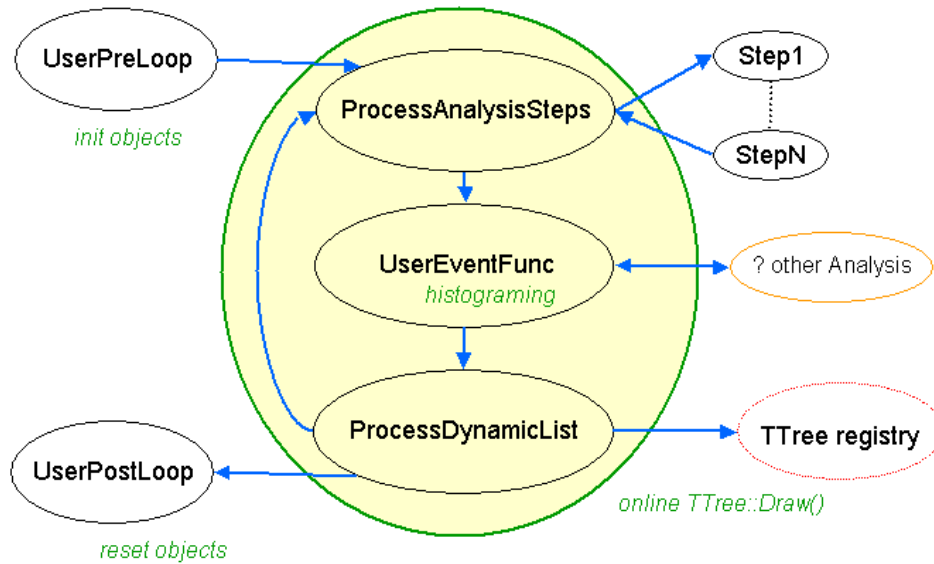 UserPreLoop
init objects
ProcessAnalysisSteps
Step1
StepN
UserEventFunc
histograming
? other Analysis
ProcessDynamicList
TTree registry
online TTree::Draw()
UserPostLoop
reset objects